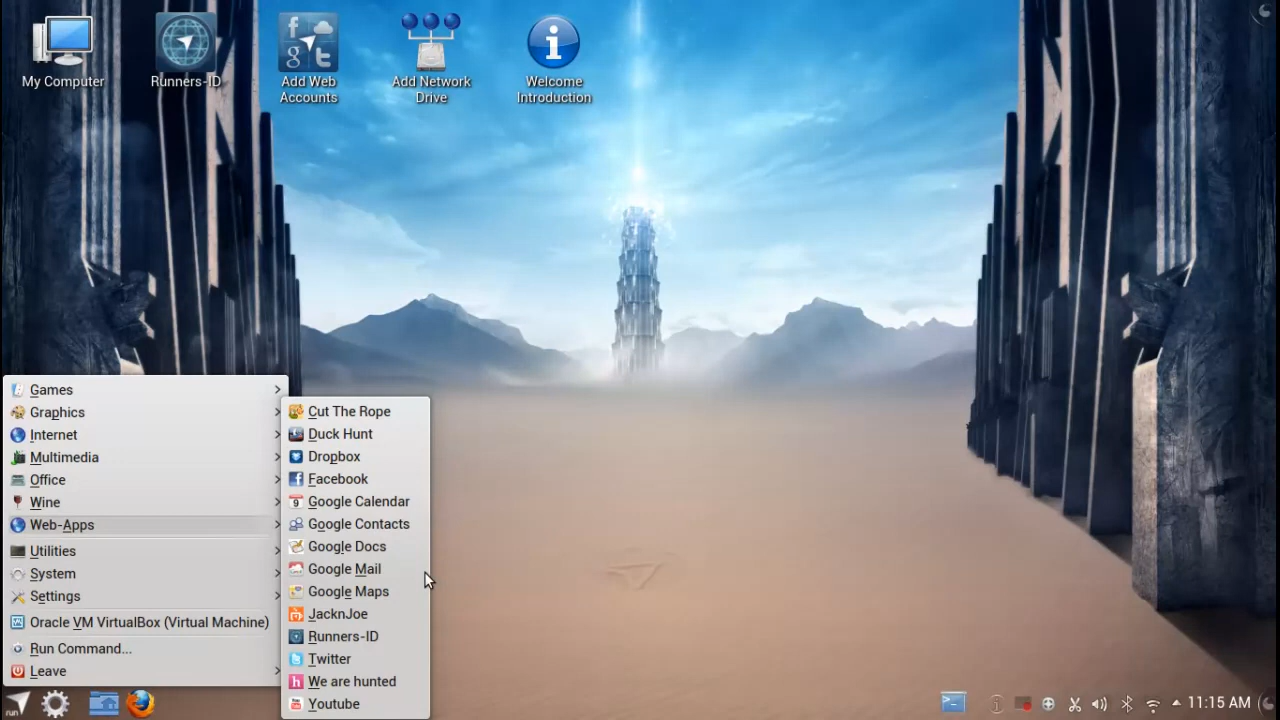 My Computer
Runners-ID
Add Web
Accounts
Add Network
Drive
Welcome
Introduction
Games
Graphics
Internet
Multimedia
Office
Wine
Web-Apps
Utilities
System
Settings
Oracle VM VirtualBox (Virtual Machine)
Run Command...
Leave
Cut The Rope
Duck Hunt
Dropbox
Facebook
Google Calendar
Google Contacts
Google Docs
Google Mail
Google Maps
JacknJoe
Runners-ID
Twitter
We are hunted
Youtube
run
11:15 AM